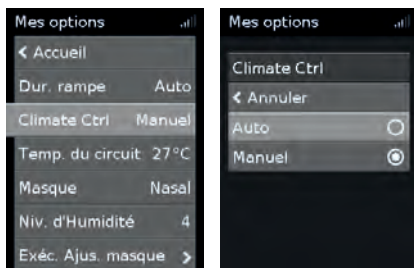 Mes options
< Accueil
Dur. rampe Auto
Climate Ctrl Manuel
Temp. du circuit 27°C
Masque Nasal
Niv. d'Humidité 4
Exéc. Ajus. masque >
Mes options
Climate Ctrl
< Annuler
Auto
Manuel